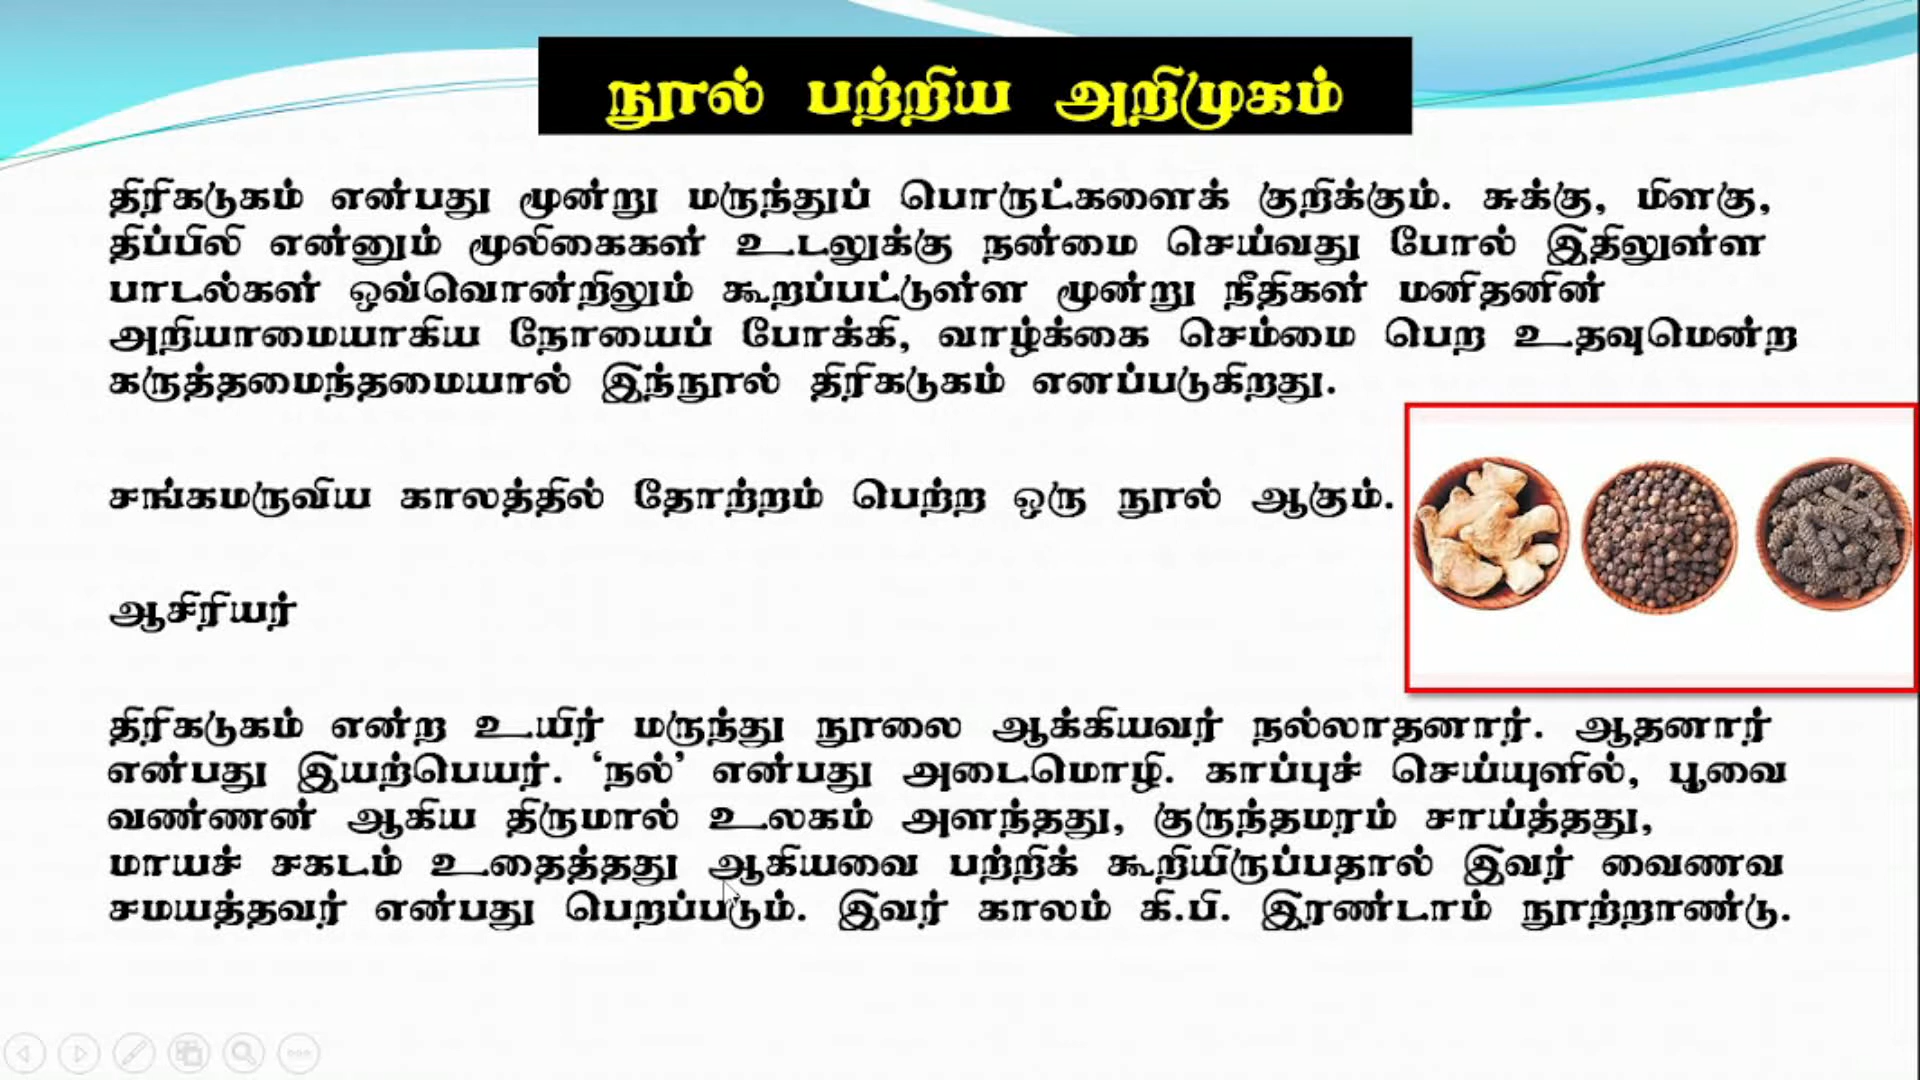 நூல் பற்றிய அறிமுகம்
திரிகடுகம் என்பது மூன்று மருந்துப் பொருட்களைக் குறிக்கும். சுக்கு, மிளகு,
திப்பிலி என்னும் மூலிகைகள் உடலுக்கு நன்மை செய்வது போல் இதிலுள்ள
பாடல்கள் ஒவ்வொன்றிலும் கூறப்பட்டுள்ள மூன்று நீதிகள் மனிதனின்
அறியாமையாகிய நோயைப் போக்கி, வாழ்க்கை செம்மை பெற உதவுமென்ற
கருத்தமைந்தமையால் இந்நூல் திரிகடுகம் எனப்படுகிறது.
சங்கமருவிய காலத்தில் தோற்றம் பெற்ற ஒரு நூல் ஆகும்.
ஆசிரியர்
திரிகடுகம் என்ற உயிர் மருந்து நூலை ஆக்கியவர் நல்லாதனார். ஆதனார்
என்பது இயற்பெயர். ‘நல்’ என்பது அடைமொழி. காப்புச் செய்யுளில், பூவை
வண்ணன் ஆகிய திருமால் உலகம் அளந்தது, குருந்தமரம் சாய்த்தது,
மாயச் சகடம் உதைத்தது ஆகியவை பற்றிக் கூறியிருப்பதால் இவர் வைணவ
சமயத்தவர் என்பது பெறப்படும். இவர் காலம் கி.பி. இரண்டாம் நூற்றாண்டு.